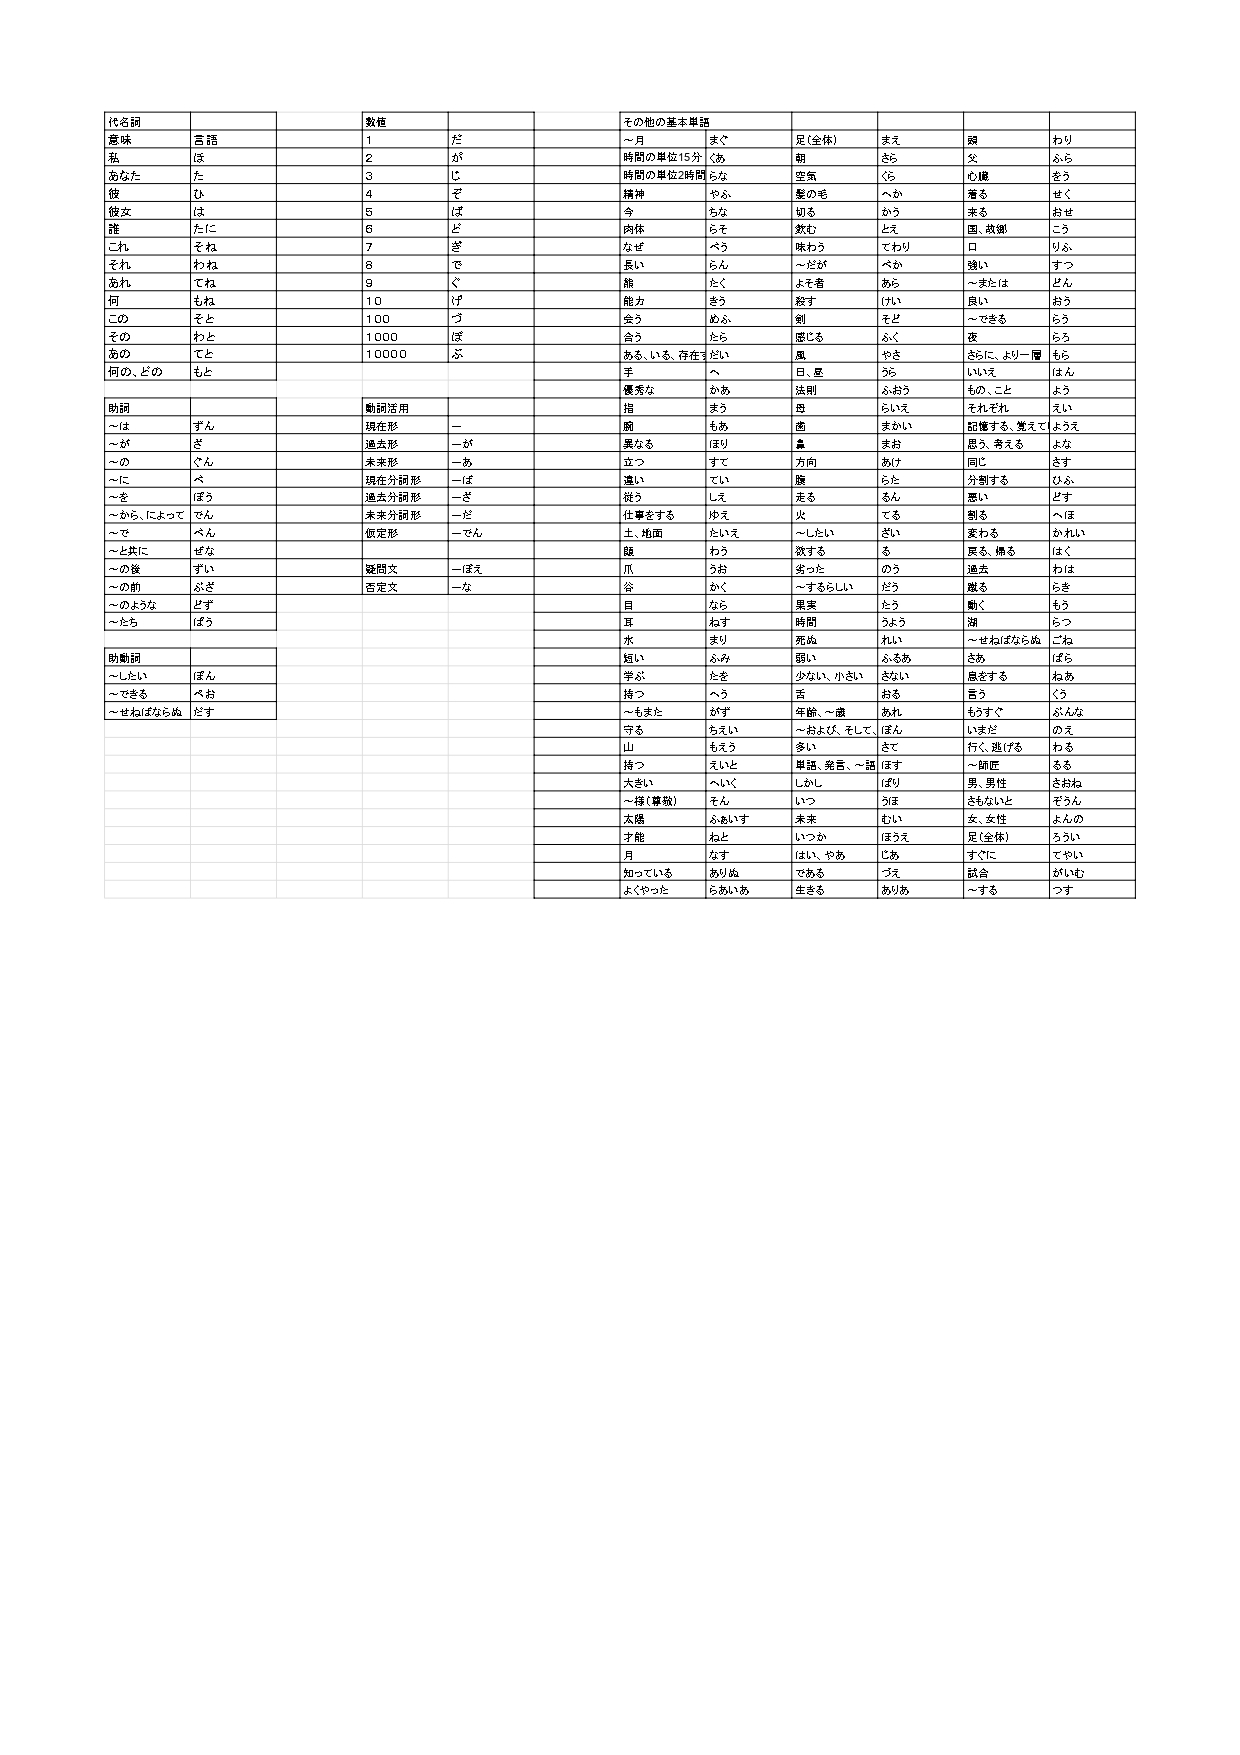 代名詞 数値 その他の基本単語
意味 言語 1 だ ～月 まぐ 足(全体) まえ 頭 わり
私 ぼ 2 が 時間の単位15分 くあ 朝 さら 父 ふら
あなた た 3 じ 時間の単位2時間 らな 空気 くら 心臓 をう
彼 ひ 4 ぞ 精神 やふ 髪の毛 へか 着る せく
彼女 は 5 ば 今 ちな 切る かう 来る おせ
誰 たに 6 ど 肉体 らそ 飲む とえ 国、故郷 こう
これ そね 7 ぎ なぜ べう 味わう てわり 口 りふ
それ わね 8 で 長い らん ～だが べか 強い すつ
あれ てね 9 ぐ 熊 たく よそ者 あら ～または どん
何 もね 10 げ 能力 きう 殺す けい 良い おう
この そと 100 づ 会う めふ 剣 そど ～できる らう
その わと 1000 ぼ 合う たら 感じる ふく 夜 らろ
あの てと 10000 ぶ ある、いる、存在す だい 風 やさ さらに、より一層 もら
何の、どの もと 手 へ 日、昼 うら いいえ はん
優秀な かあ 法則 ふおう もの、こと よう
助詞 動詞活用 指 まう 母 らいえ それぞれ えい
～は ずん 現在形 － 腕 もあ 歯 まかい 記憶する、覚えて ようえ
～が ざ 過去形 －が 異なる ほり 鼻 まお 思う、考える よな
～の ぐん 未来形 －あ 立つ すて 方向 あけ 同じ さす
～に べ 現在分詞形 －ば 違い てい 腹 らた 分割する ひふ
～を ぼう 過去分詞形 －ざ 従う しえ 走る るん 悪い どす
～から、によって でん 未来分詞形 －だ 仕事をする ゆえ 火 てる 割る へほ
～で べん 仮定形 －でん 土、地面 たいえ ～したい ざい 変わる かれい
～と共に ぜな 顔 わう 欲する る 戻る、帰る はく
～の後 ずい 疑問文 －ぼえ 爪 うお 劣った のう 過去 わは
～の前 ぶざ 否定文 －な 谷 かく ～するらしい だう 蹴る らき
～のような どず 目 なら 果実 たう 動く もう
～たち ばう 耳 ねす 時間 うよう 湖 らつ
水 まり 死ぬ れい ～せねばならぬ ごね
助動詞 短い ふみ 弱い ふるあ さあ ばら
～したい ぼん 学ぶ たを 少ない、小さい さない 息をする ねあ
～できる べお 持つ へう 舌 おる 言う くう
～せねばならぬ だす ～もまた がず 年齢、～歳 あれ もうすぐ ぶんな
守る ちえい ～および、そして、 ぼん いまだ のえ
山 もえう 多い さて 行く、逃げる わる
持つ えいと 単語、発言、～語 ほす ～師匠 るる
大きい へいく しかし ばり 男、男性 さおね
～様(尊敬) そん いつ うほ さもないと ぞうん
太陽 ふぁいす 未来 むい 女、女性 よんの
才能 ねと いつか ほうえ 足(全体) ろうい
月 なす はい、やあ じあ すぐに てやい
知っている ありぬ である づえ 試合 がいむ
よくやった らあいあ 生きる ありあ ～する つす